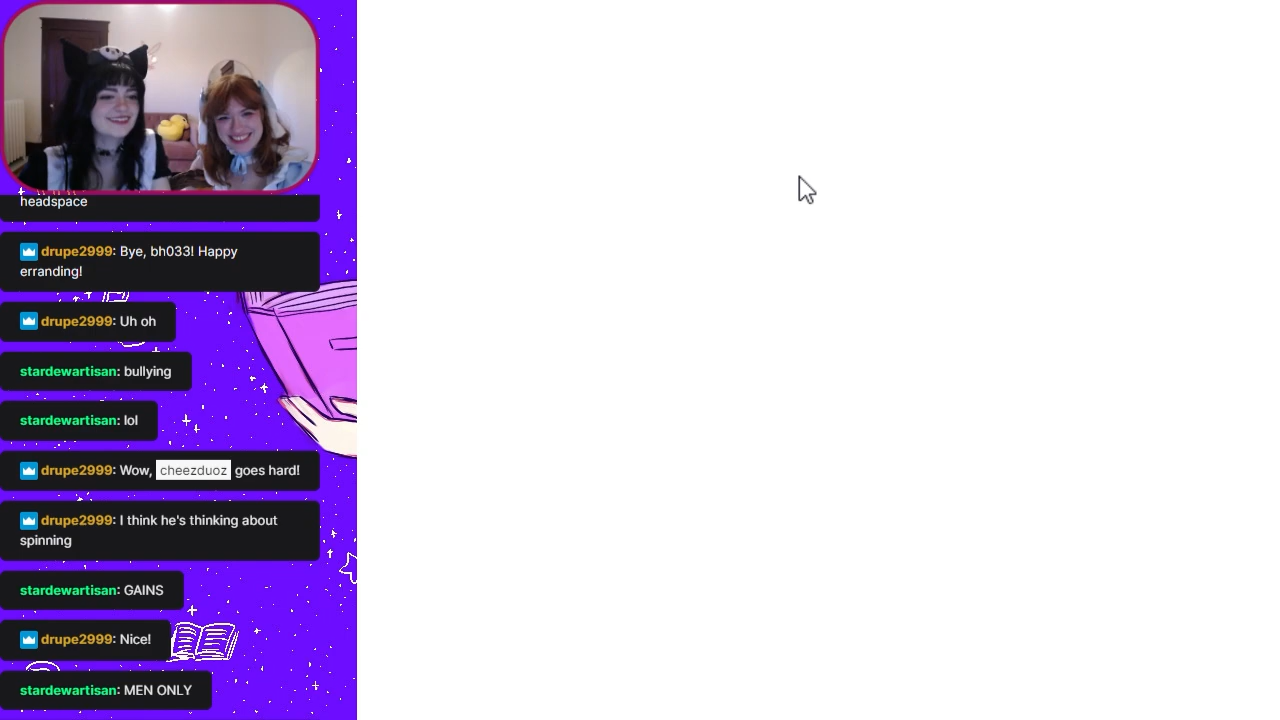 headspace
drupe2999: Bye, bh033! Happy
erranding!
drupe2999: Uh oh
stardewartisan: bullying
stardewartisan: lol
drupe2999: Wow, cheezduoz goes hard!
drupe2999: I think he's thinking about
spinning
stardewartisan: GAINS
drupe2999: Nice!
stardewartisan: MEN ONLY